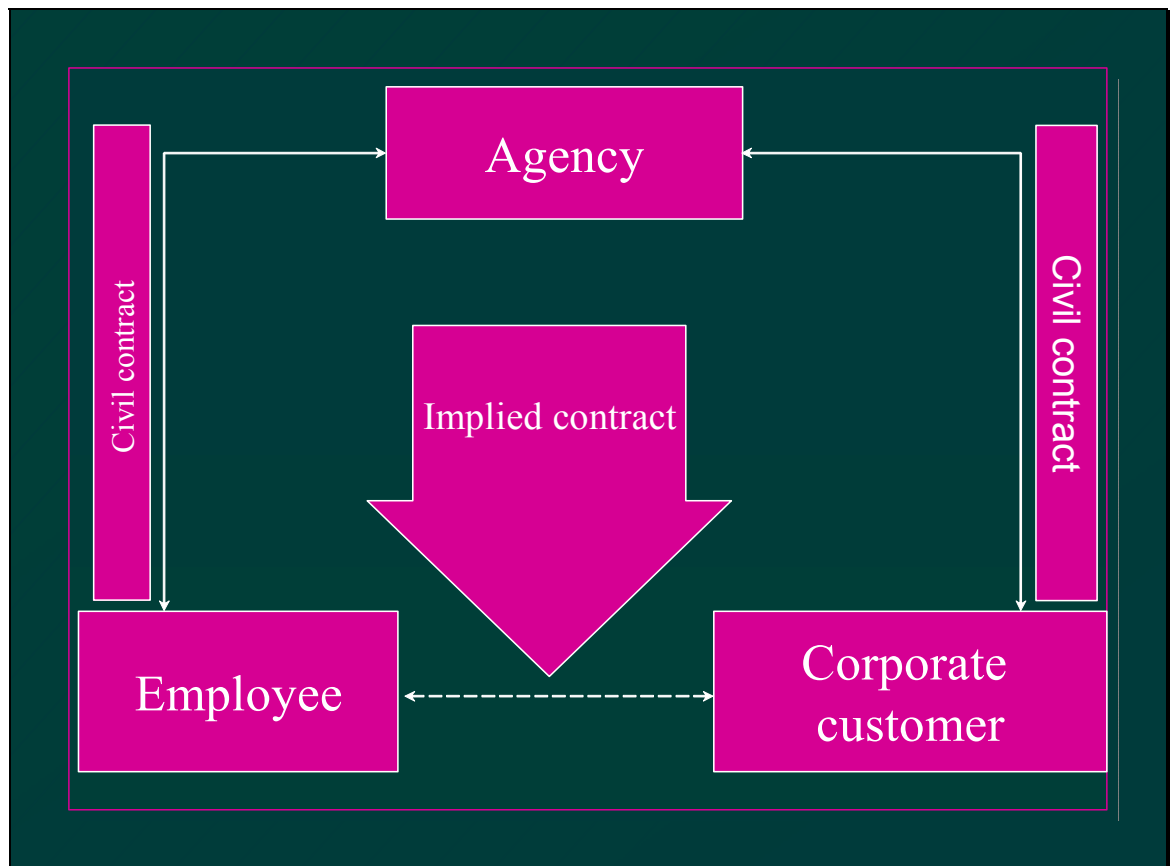 Agency
Civil contract
Civil contract
Implied contract
Employee
Corporate
customer